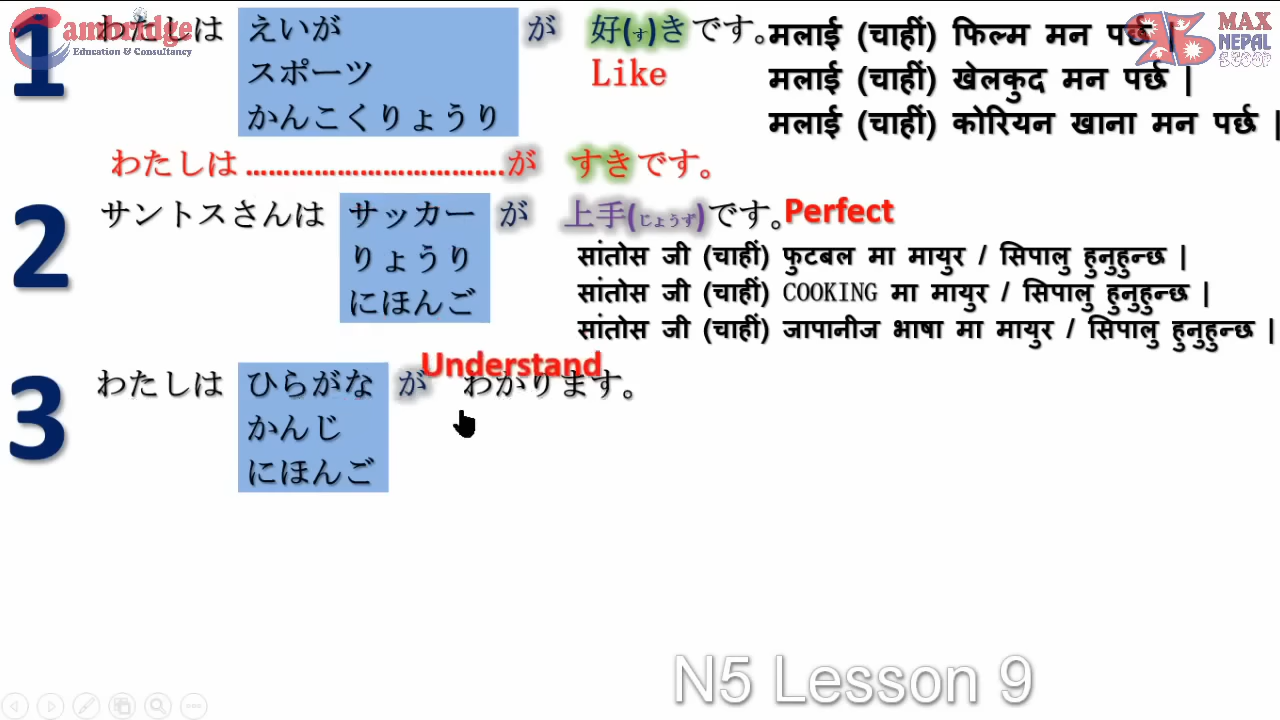 Cambridge
Education & Consultancy
MAX
NEPAL
SCOOP
1
わたしは えいが が 好(す)きです。 मलाई (चाहीं) फिल्म मन पर्छ |
スポーツ Like मलाई (चाहीं) खेलकुद मन पर्छ |
かんこくりょうり मलाई (चाहीं) कोरियन खाना मन पर्छ |
わたしは ……………………………….が すきです。
2
サントスさんは サッカー が 上手(じょうず)です。 Perfect
りょうり सांतोस जी (चाहीं) फुटबल मा मायुर / सिपालु हुनुहुन्छ |
にほんご सांतोस जी (चाहीं) COOKING मा मायुर / सिपालु हुनुहुन्छ |
सांतोस जी (चाहीं) जापानीज भाषा मा मायुर / सिपालु हुनुहुन्छ |
3
Understand
わたしは ひらがな が わかります。
かんじ
にほんご
N5 Lesson 9